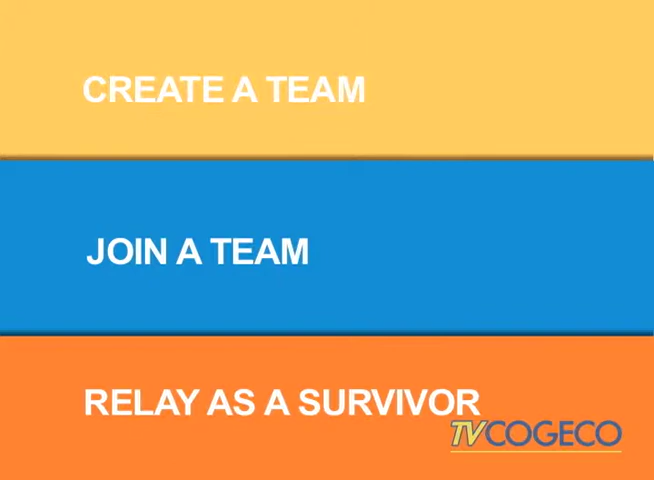 CREATE A TEAM
JOIN A TEAM
RELAY AS A SURVIVOR
TVCOGECO